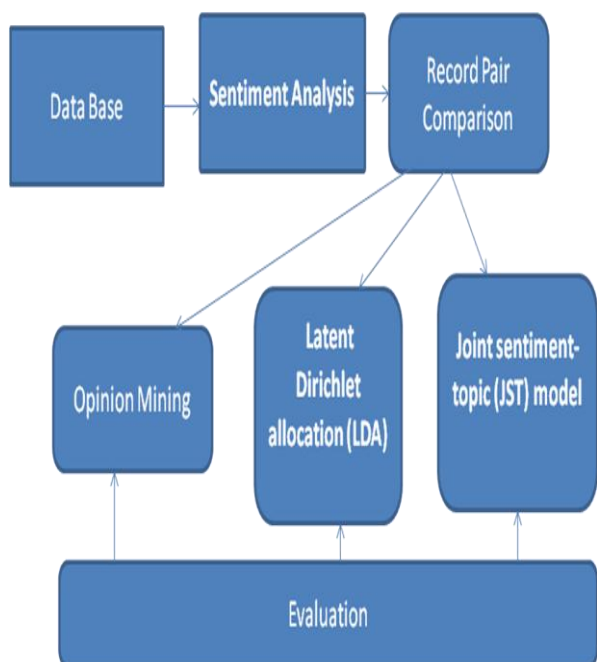 Data Base
Sentiment Analysis
Record Pair
Comparison
Opinion Mining
Latent
Dirichlet
allocation (LDA)
Joint sentiment-
topic (JST) model
Evaluation